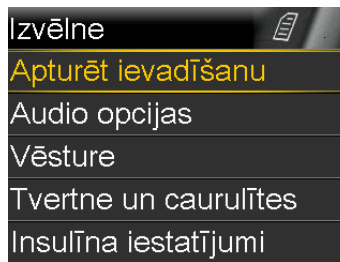 Izvēlne
Apturēt ievadīšanu
Audio opcijas
Vēsture
Tvertne un caurulītes
Insulīna iestatījumi